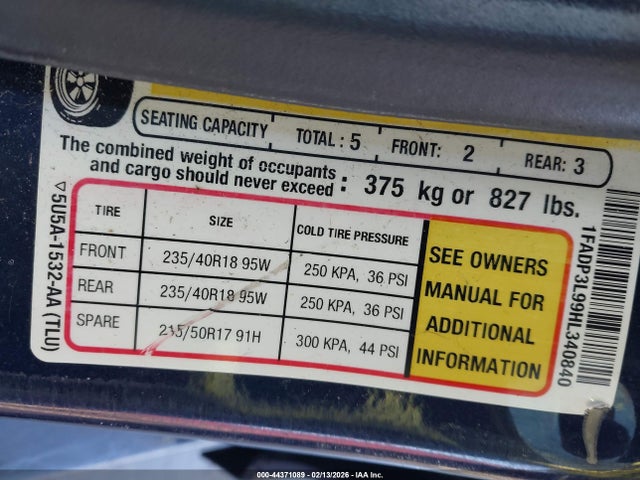 SEATING CAPACITY TOTAL : 5 FRONT: 2 REAR: 3
The combined weight of occupants
and cargo should never exceed : 375 kg or 827 lbs.
TIRE SIZE COLD TIRE PRESSURE
FRONT 235/40R18 95W 250 KPA, 36 PSI
REAR 235/40R18 95W 250 KPA, 36 PSI
SPARE 215/50R17 91H 300 KPA, 44 PSI
SEE OWNERS
MANUAL FOR
ADDITIONAL
INFORMATION
▽5U5A-1532-AA (TLU)
1FADP3L99HL340840
000-44371089 - 02/13/2026 - IAA Inc.